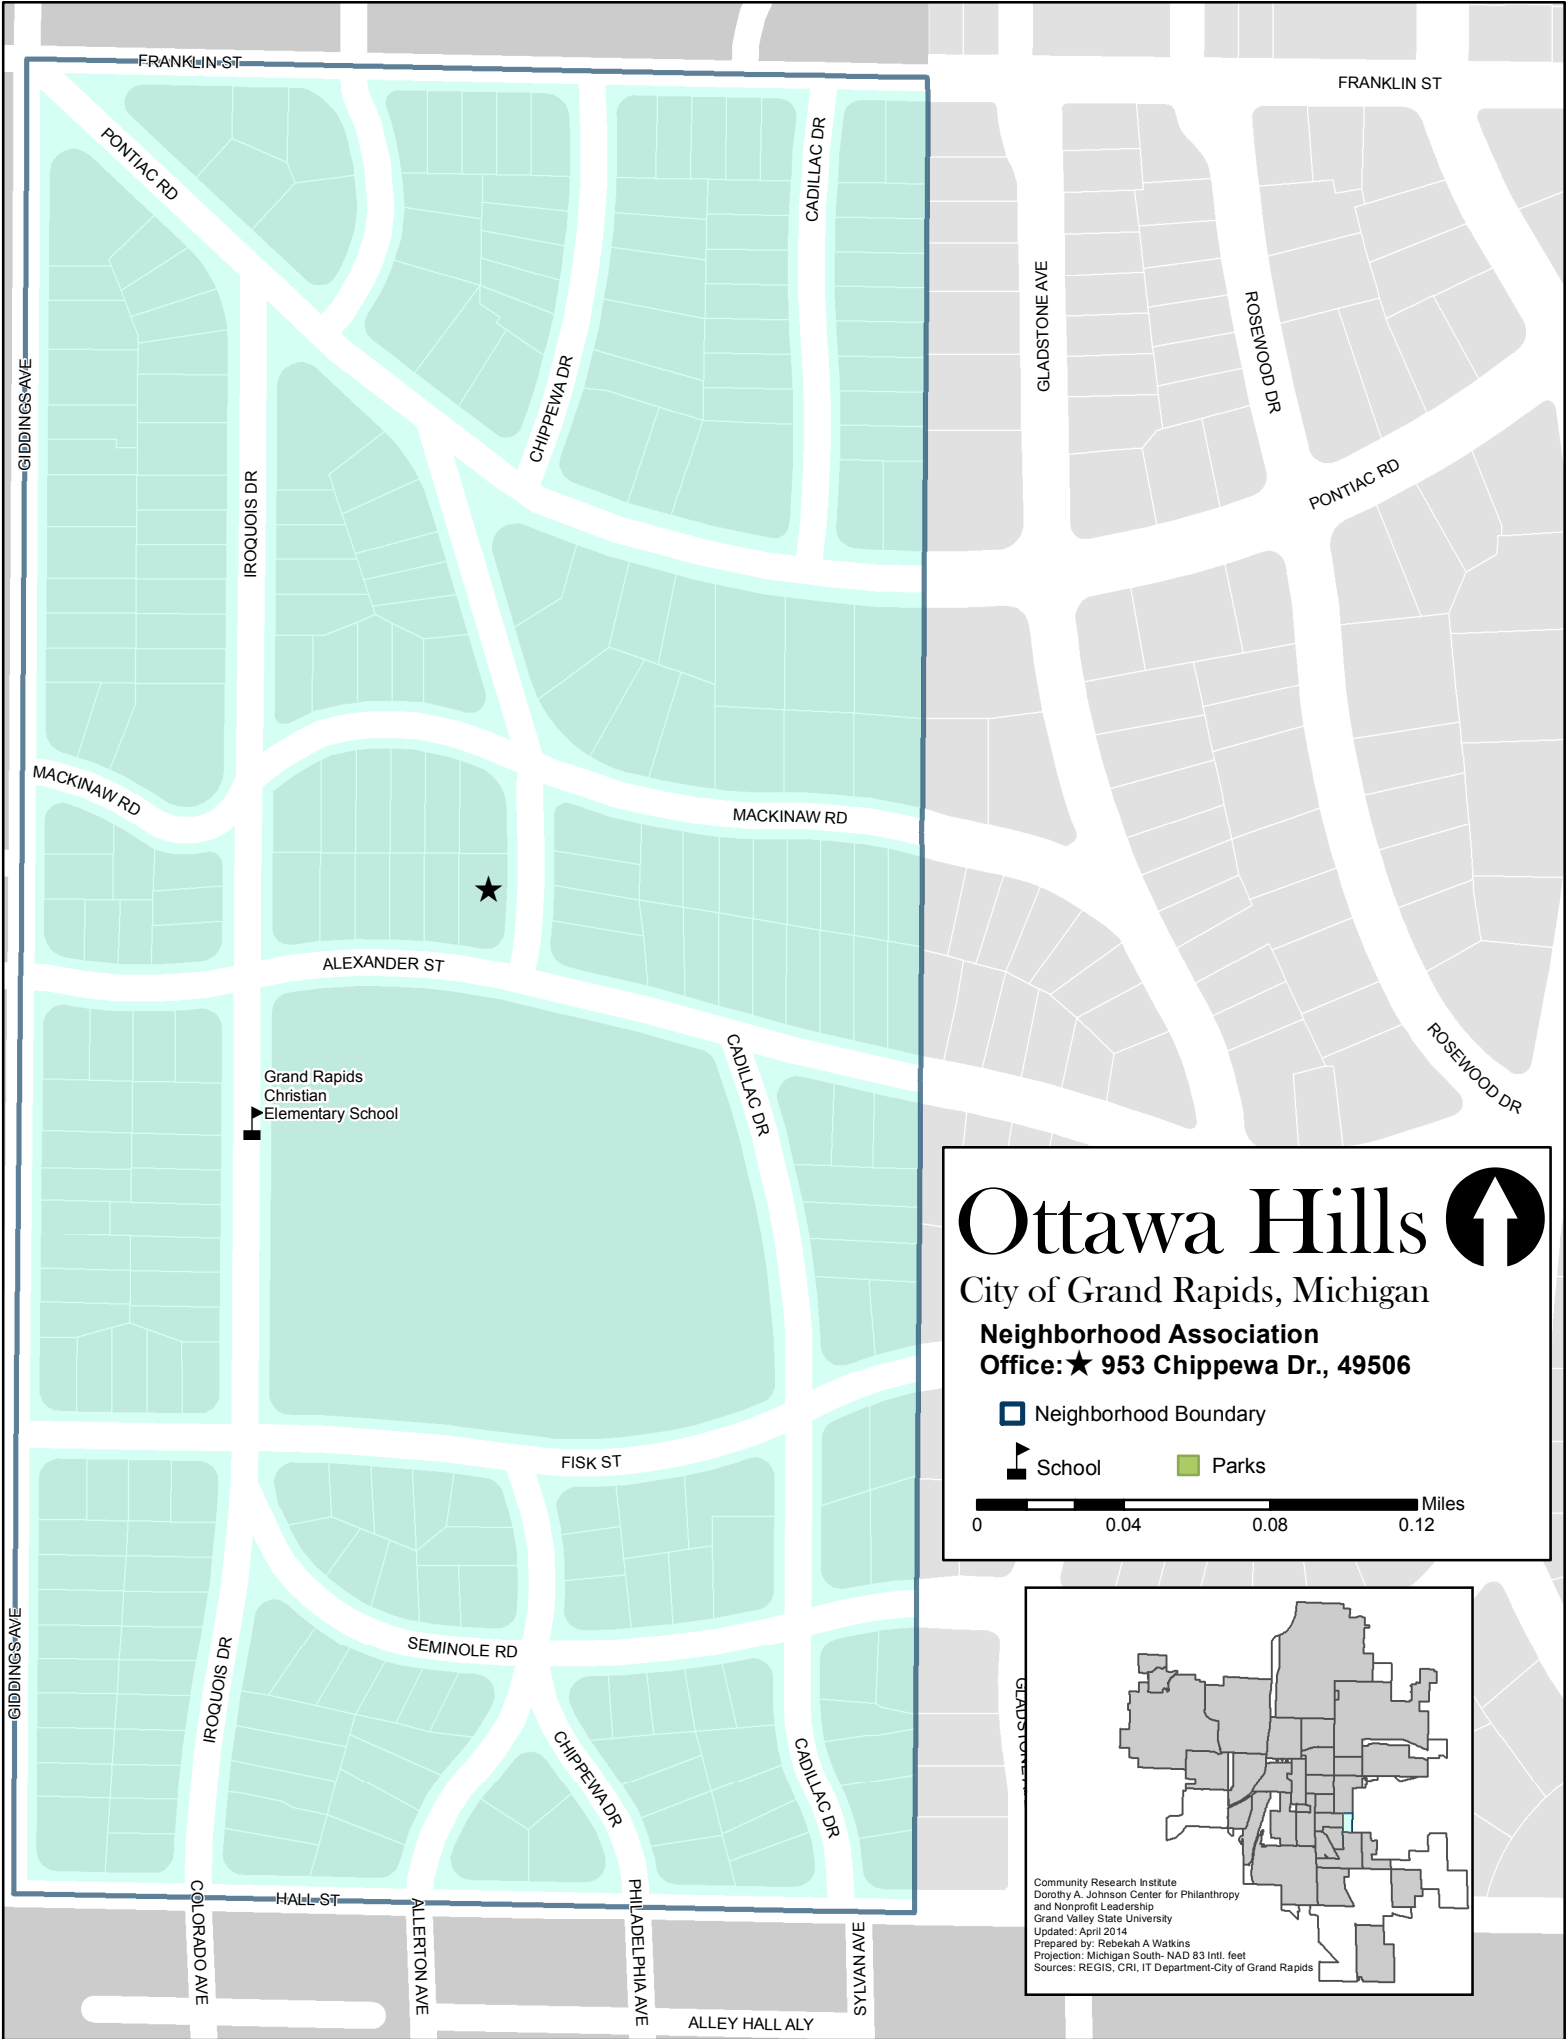 FRANKLIN ST
FRANKLIN ST
PONTIAC RD
CADILLAC DR
GLADSTONE AVE
ROSEWOOD DR
GIDDINGS AVE
CHIPPEWA DR
IROQUOIS DR
PONTIAC RD
MACKINAW RD
MACKINAW RD
ALEXANDER ST
CADILLAC DR
ROSEWOOD DR
Grand Rapids
Christian
Elementary School
Ottawa Hills
City of Grand Rapids, Michigan
Neighborhood Association
Office: ★ 953 Chippewa Dr., 49506
Neighborhood Boundary
School
Parks
Miles
0 0.04 0.08 0.12
FISK ST
GIDDINGS AVE
IROQUOIS DR
SEMINOLE RD
CHIPPEWA DR
CADILLAC DR
COLORADO AVE
HALL ST
ALLERTON AVE
PHILADELPHIA AVE
SYLVAN AVE
ALLEY HALL ALY
Community Research Institute
Dorothy A. Johnson Center for Philanthropy
and Nonprofit Leadership
Grand Valley State University
Updated: April 2014
Prepared by: Rebekah A Watkins
Projection: Michigan South- NAD 83 Intl. feet
Sources: REGIS, CRI, IT Department-City of Grand Rapids